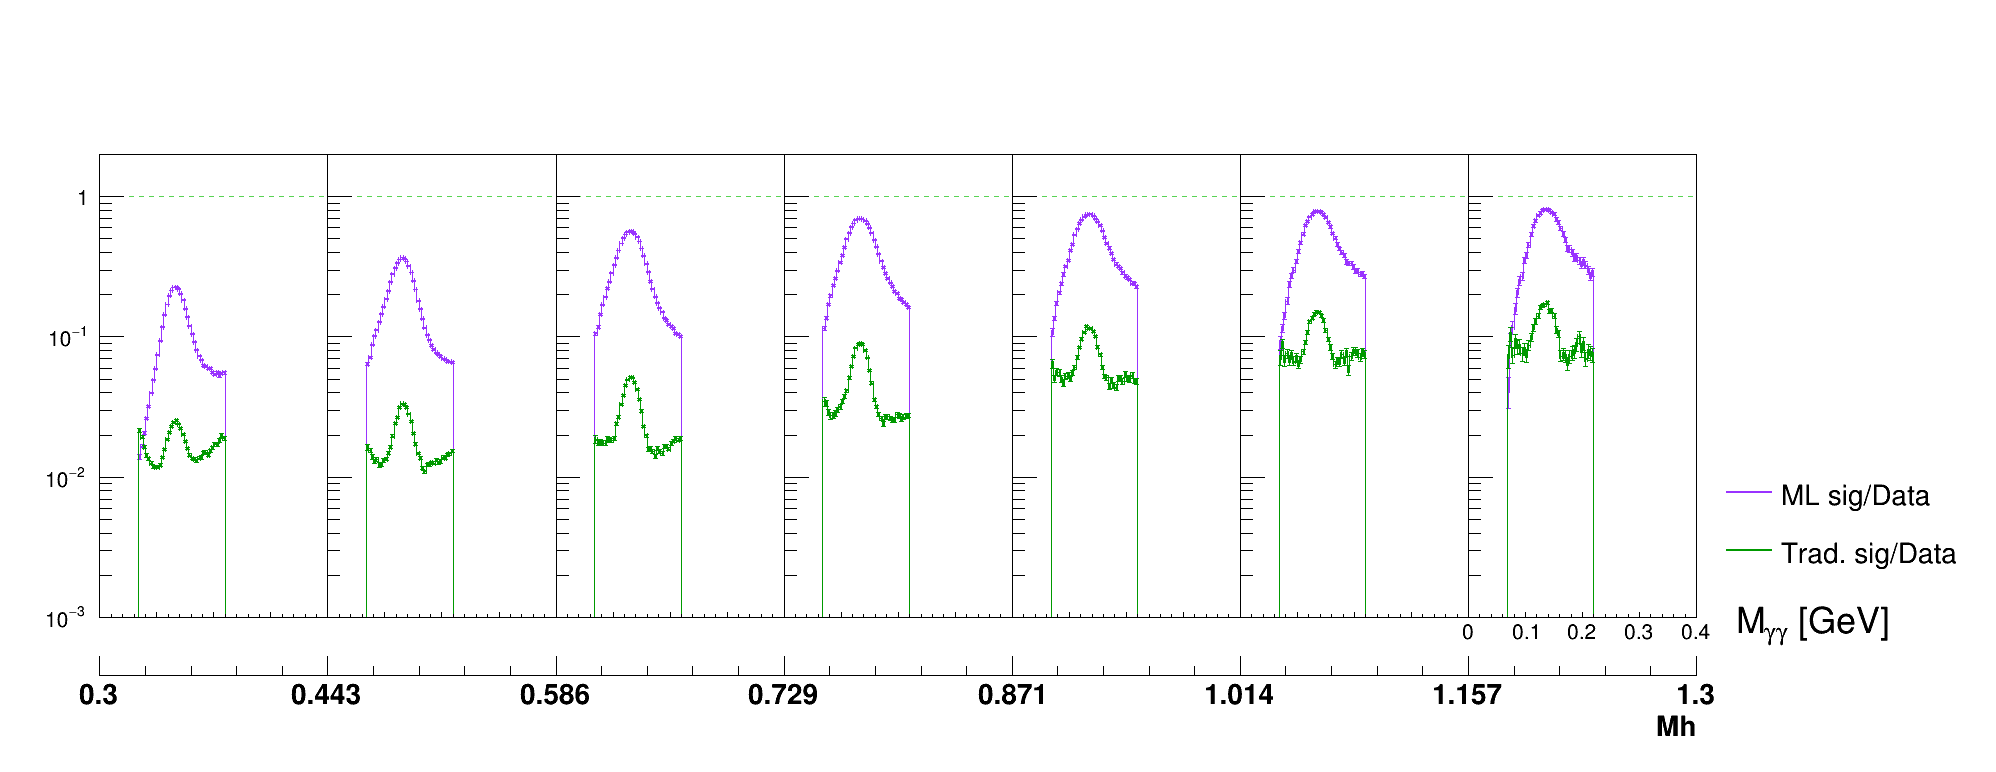 1
10⁻¹
10⁻²
10⁻³
ML sig/Data
Trad. sig/Data
0 0.1 0.2 0.3 0.4
Mγγ [GeV]
0.3 0.443 0.586 0.729 0.871 1.014 1.157 1.3
Mh